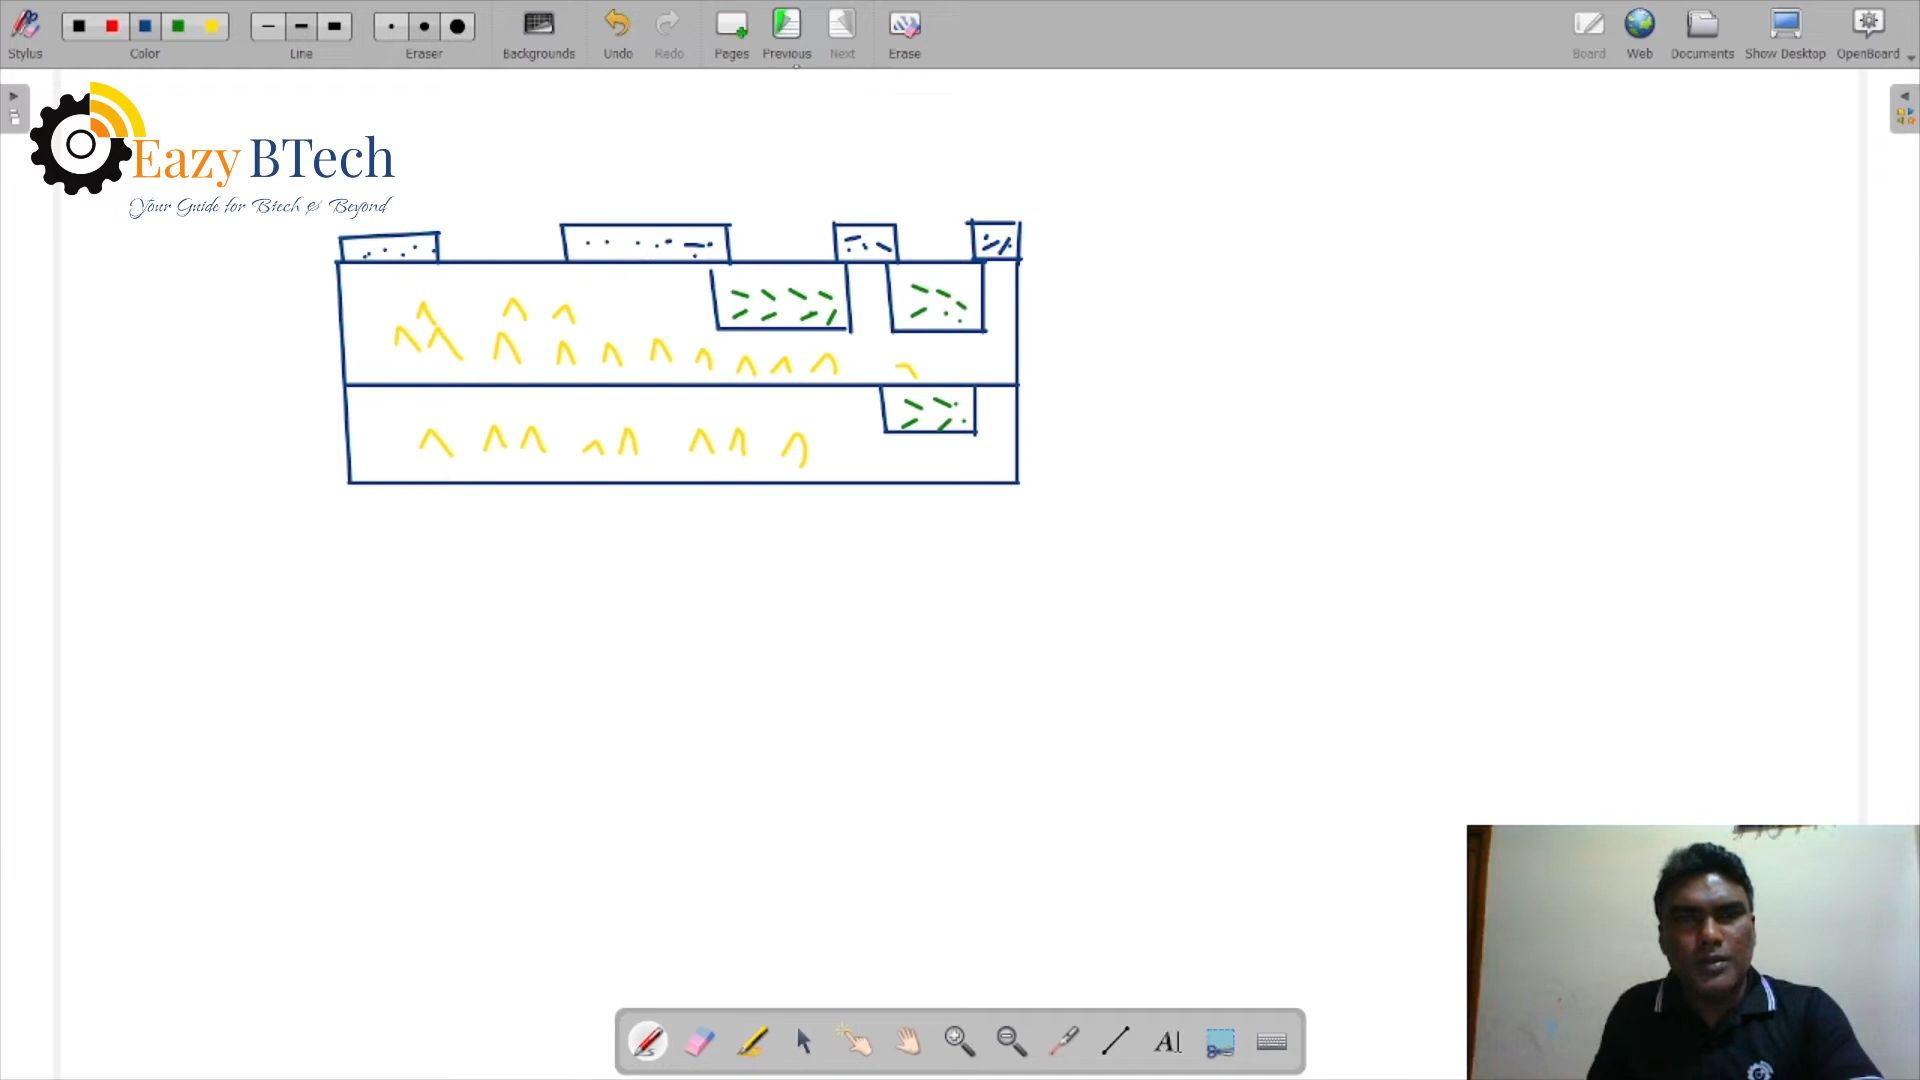 Stylus
Color
Line
Eraser
Backgrounds
Undo
Redo
Pages
Previous
Next
Erase
Board
Web
Documents
Show Desktop
OpenBoard
Eazy BTech
Your Guide for Btech & Beyond
AI